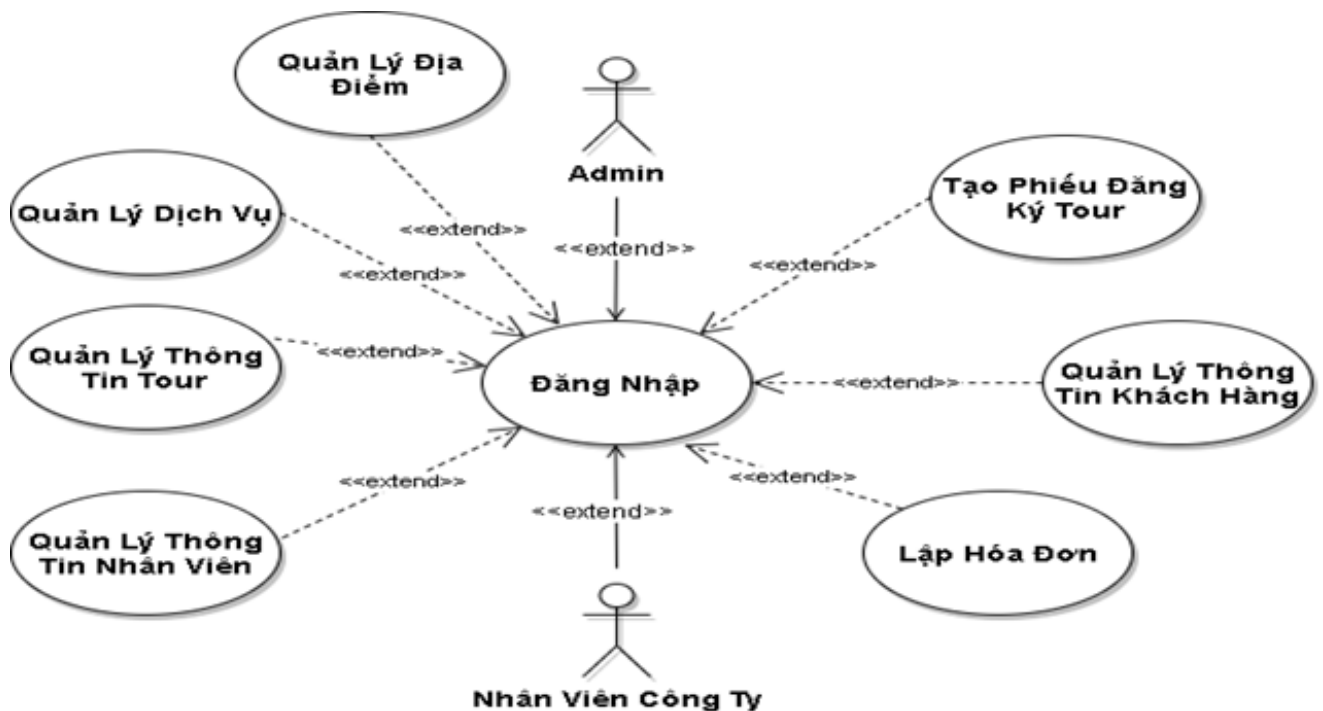 Quản Lý Địa
Điểm
Admin
Tạo Phiếu Đăng
Ký Tour
Quản Lý Dịch Vụ
<<extend>>
<<extend>>
<<extend>>
<<extend>>
Quản Lý Thông
Tin Tour
<<extend>>
Đăng Nhập
<<extend>>
Quản Lý Thông
Tin Khách Hàng
<<extend>>
<<extend>>
<<extend>>
Quản Lý Thông
Tin Nhân Viên
Lập Hóa Đơn
Nhân Viên Công Ty